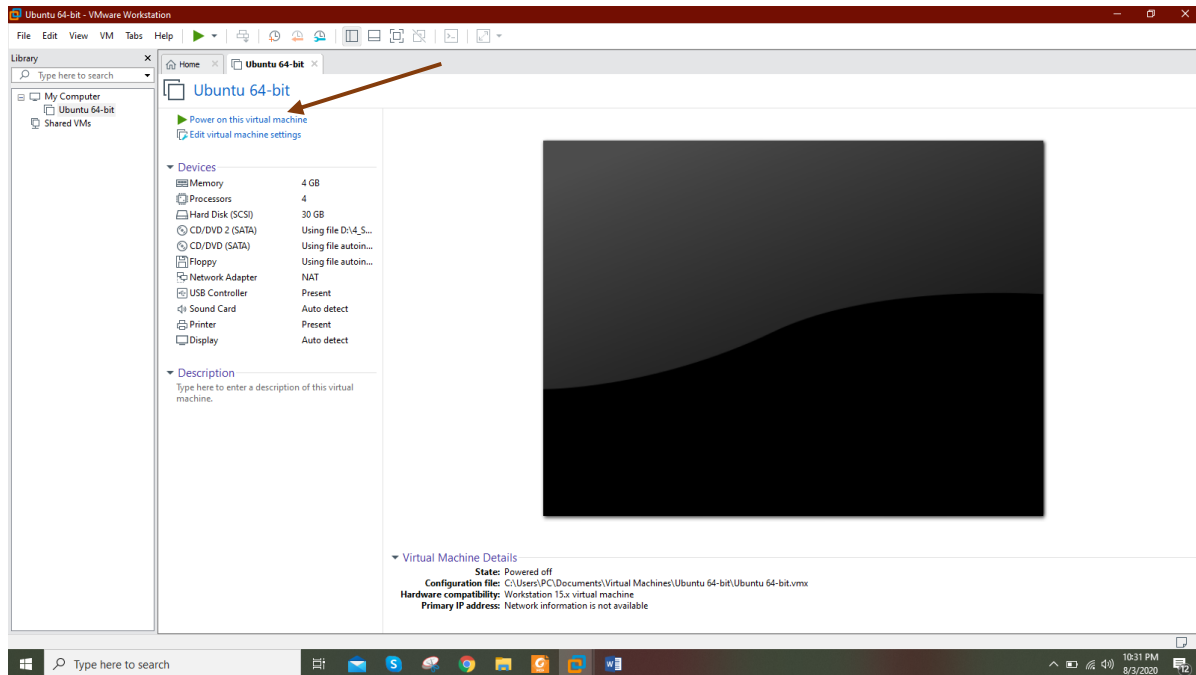 Ubuntu 64-bit - VMware Workstation
File Edit View VM Tabs Help
Library
Type here to search
My Computer
Ubuntu 64-bit
Shared VMs
Home
Ubuntu 64-bit
Ubuntu 64-bit
Power on this virtual machine
Edit virtual machine settings
Devices
Memory 4 GB
Processors 4
Hard Disk (SCSI) 30 GB
CD/DVD 2 (SATA) Using file D:\4_S...
CD/DVD (SATA) Using file autoin...
Floppy Using file autoin...
Network Adapter NAT
USB Controller Present
Sound Card Auto detect
Printer Present
Display Auto detect
Description
Type here to enter a description of this virtual
machine.
Virtual Machine Details
State: Powered off
Configuration file: C:\Users\PC\Documents\Virtual Machines\Ubuntu 64-bit\Ubuntu 64-bit.vmx
Hardware compatibility: Workstation 15.x virtual machine
Primary IP address: Network information is not available
Type here to search
10:31 PM
8/3/2020
12